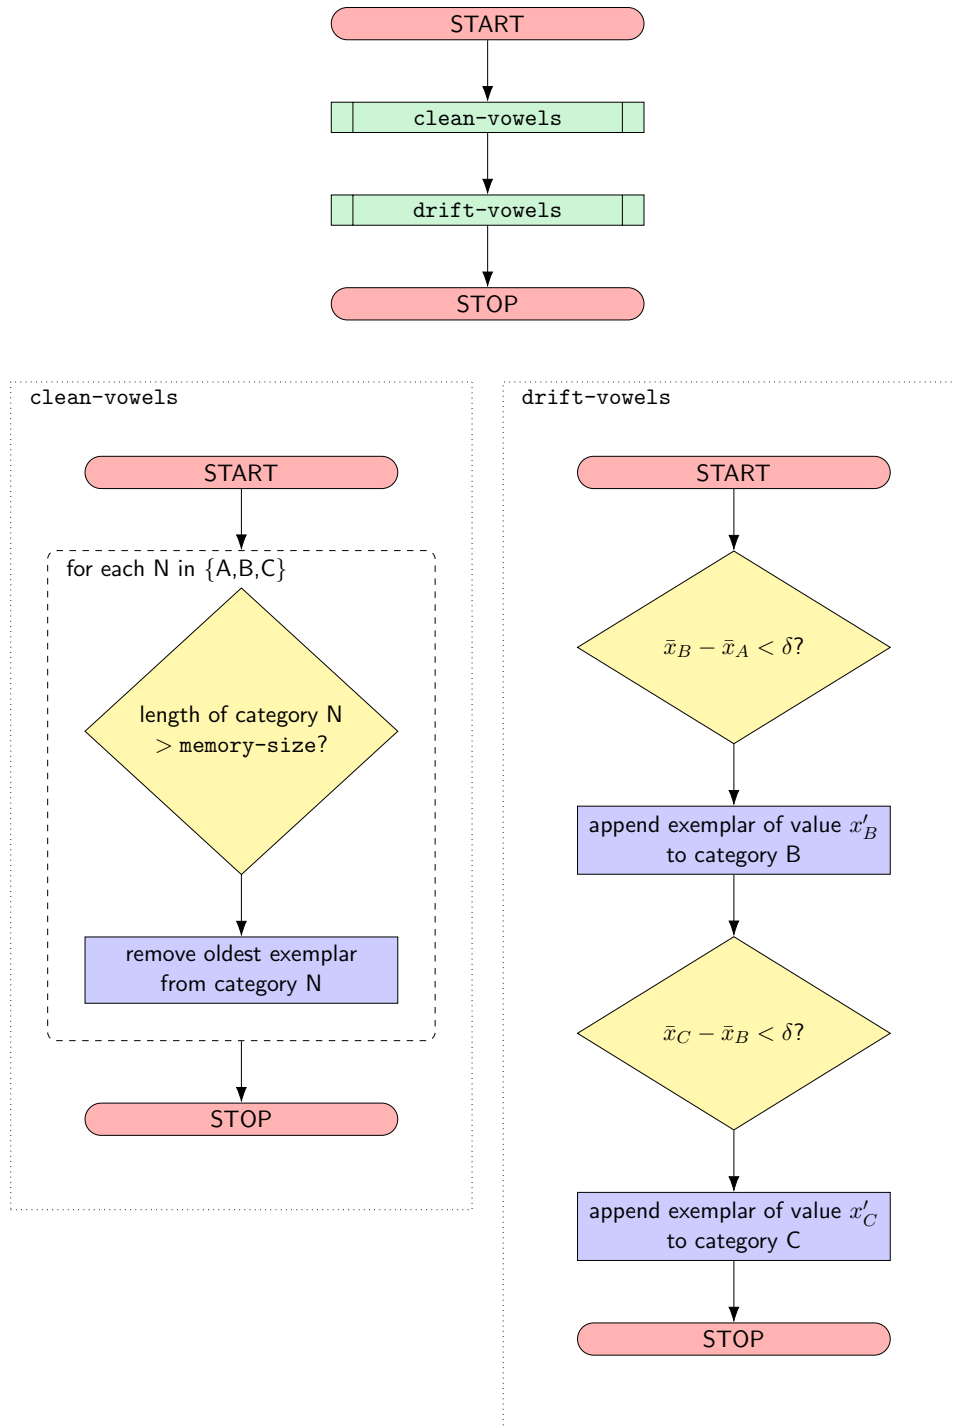 START
clean-vowels
drift-vowels
STOP
clean-vowels
START
for each N in {A,B,C}
length of category N
> memory-size?
remove oldest exemplar
from category N
STOP
drift-vowels
START
x̄_B − x̄_A < δ?
append exemplar of value x′_B
to category B
x̄_C − x̄_B < δ?
append exemplar of value x′_C
to category C
STOP